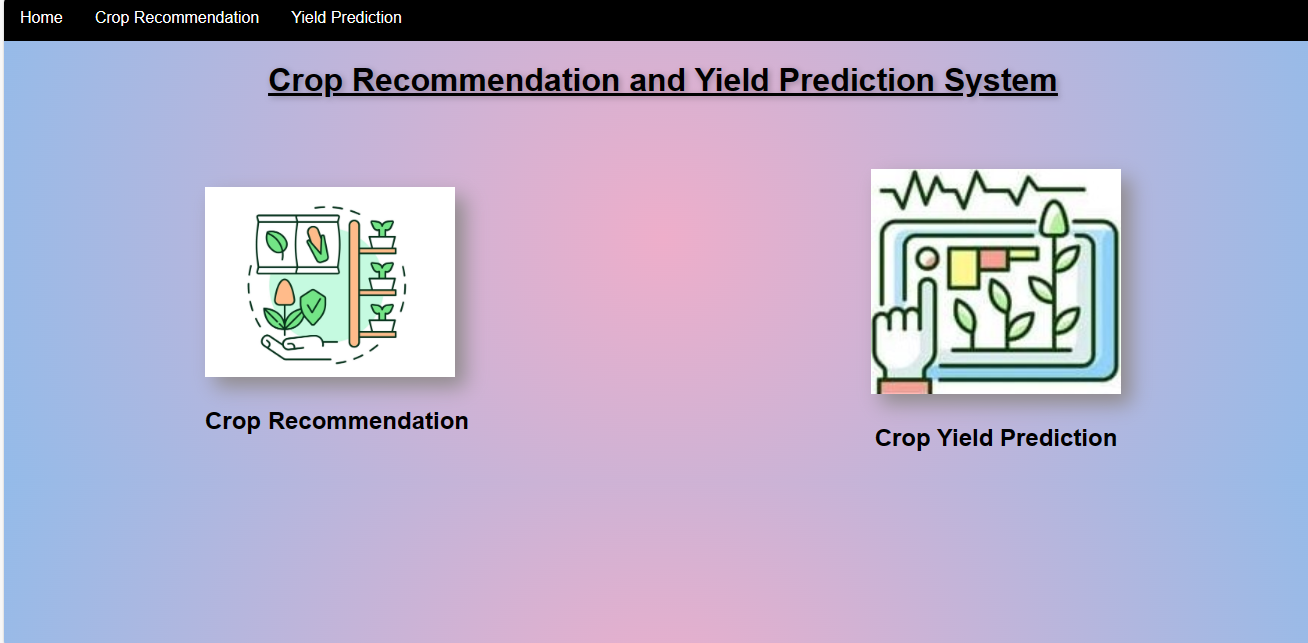 Home Crop Recommendation Yield Prediction
Crop Recommendation and Yield Prediction System
Crop Recommendation
Crop Yield Prediction